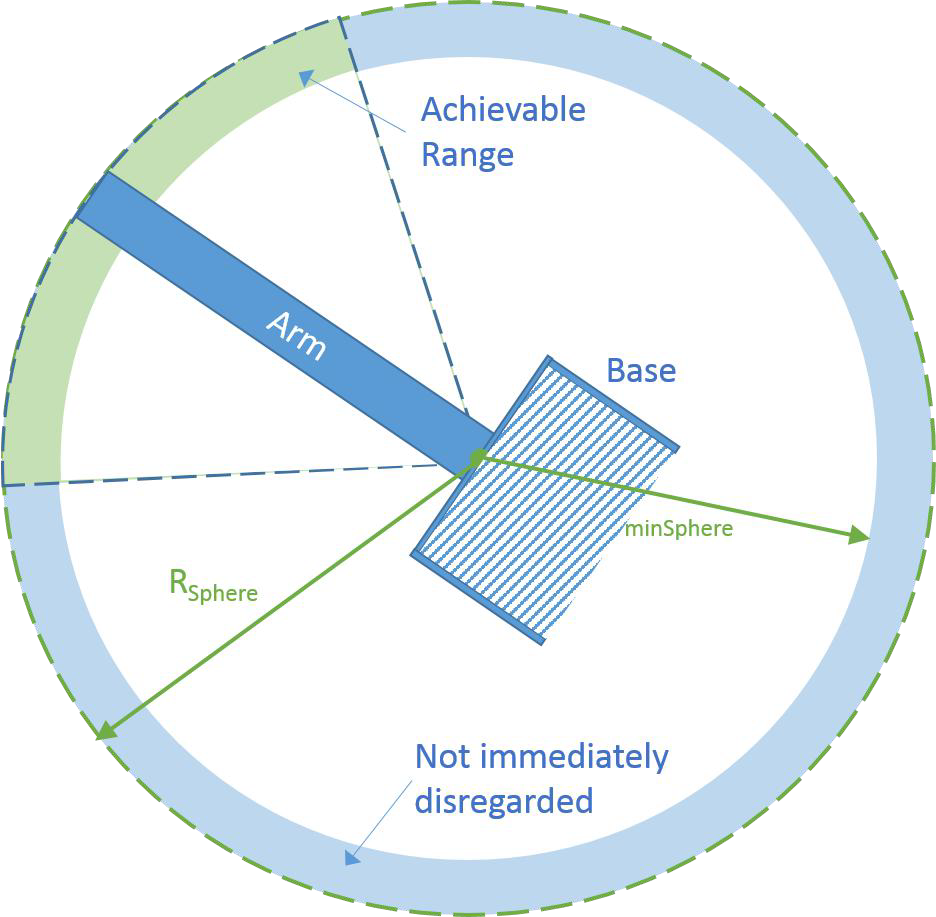 Achievable
Range
Arm
Base
minSphere
RSphere
Not immediately
disregarded